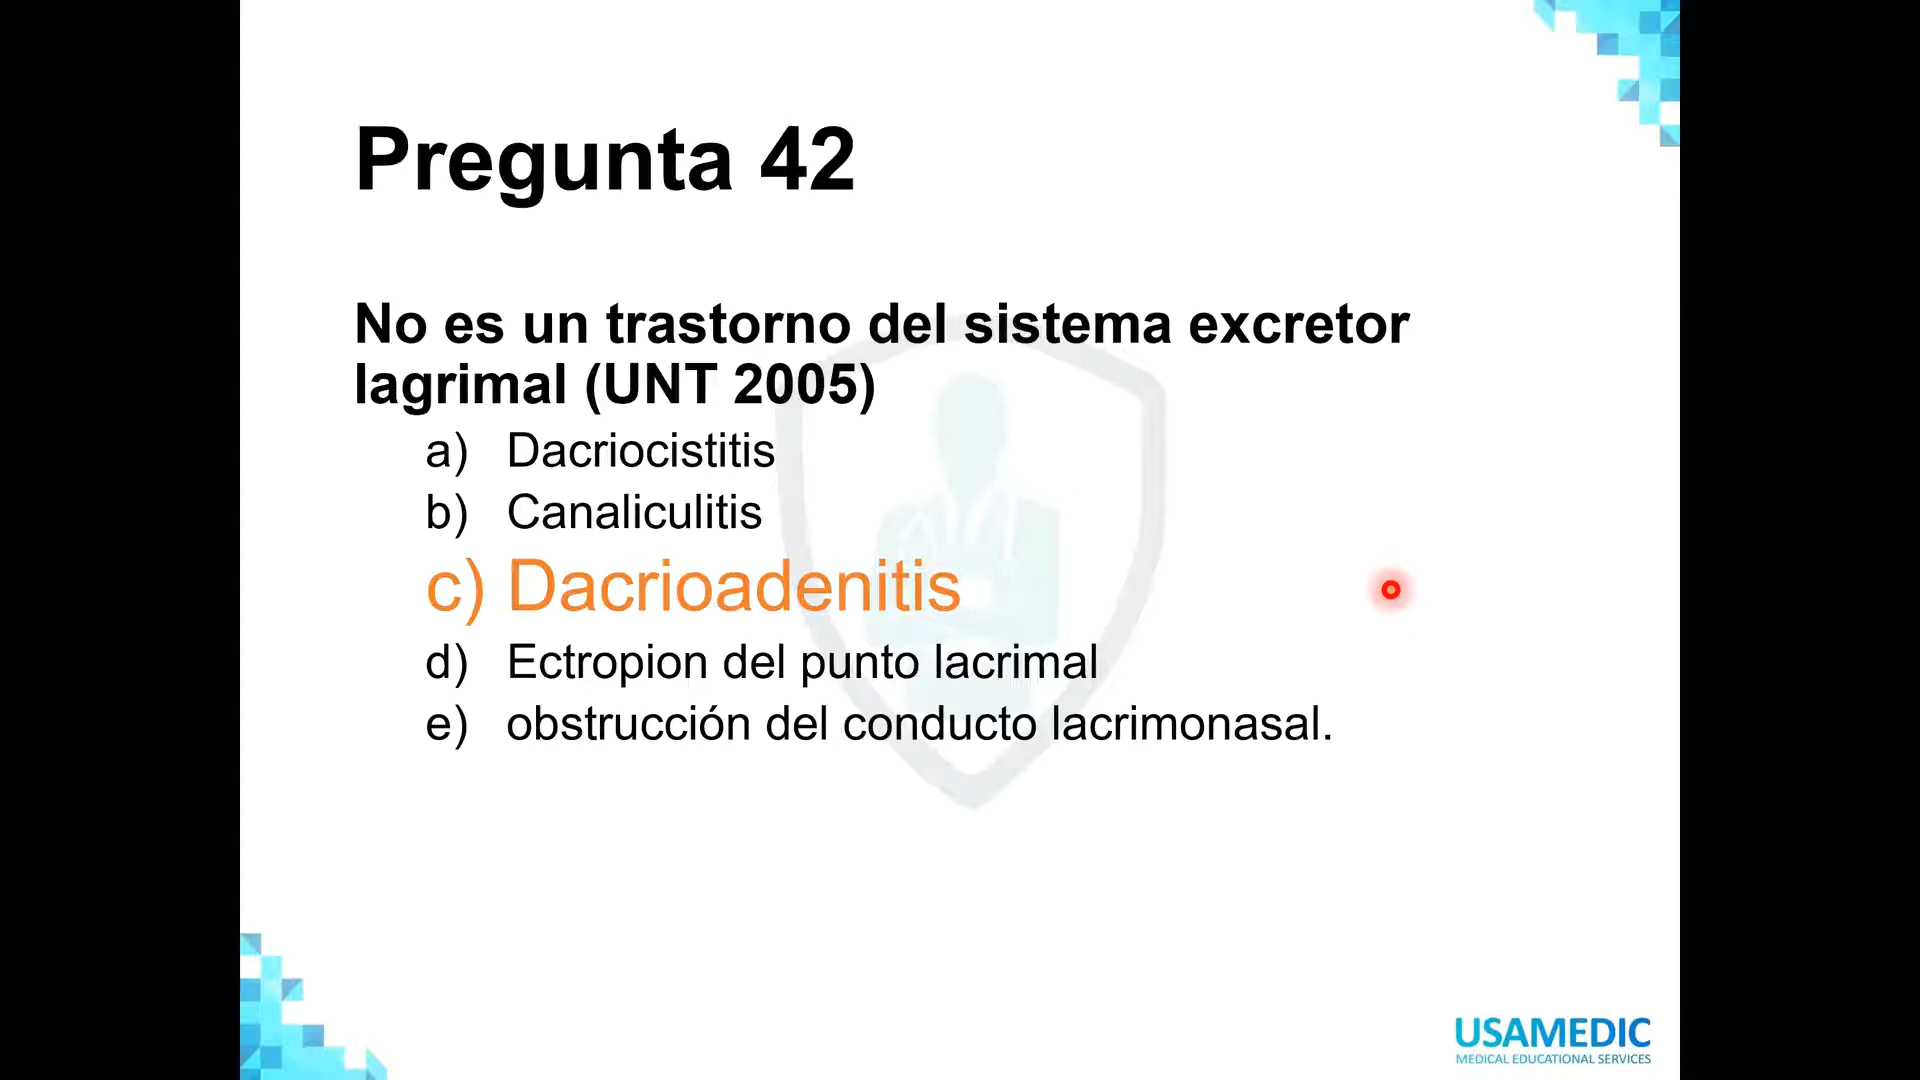 Pregunta 42
No es un trastorno del sistema excretor
lagrimal (UNT 2005)
a) Dacriocistitis
b) Canaliculitis
c) Dacrioadenitis
d) Ectropion del punto lacrimal
e) obstrucción del conducto lacrimonasal.
USAMEDIC
MEDICAL EDUCATIONAL SERVICES